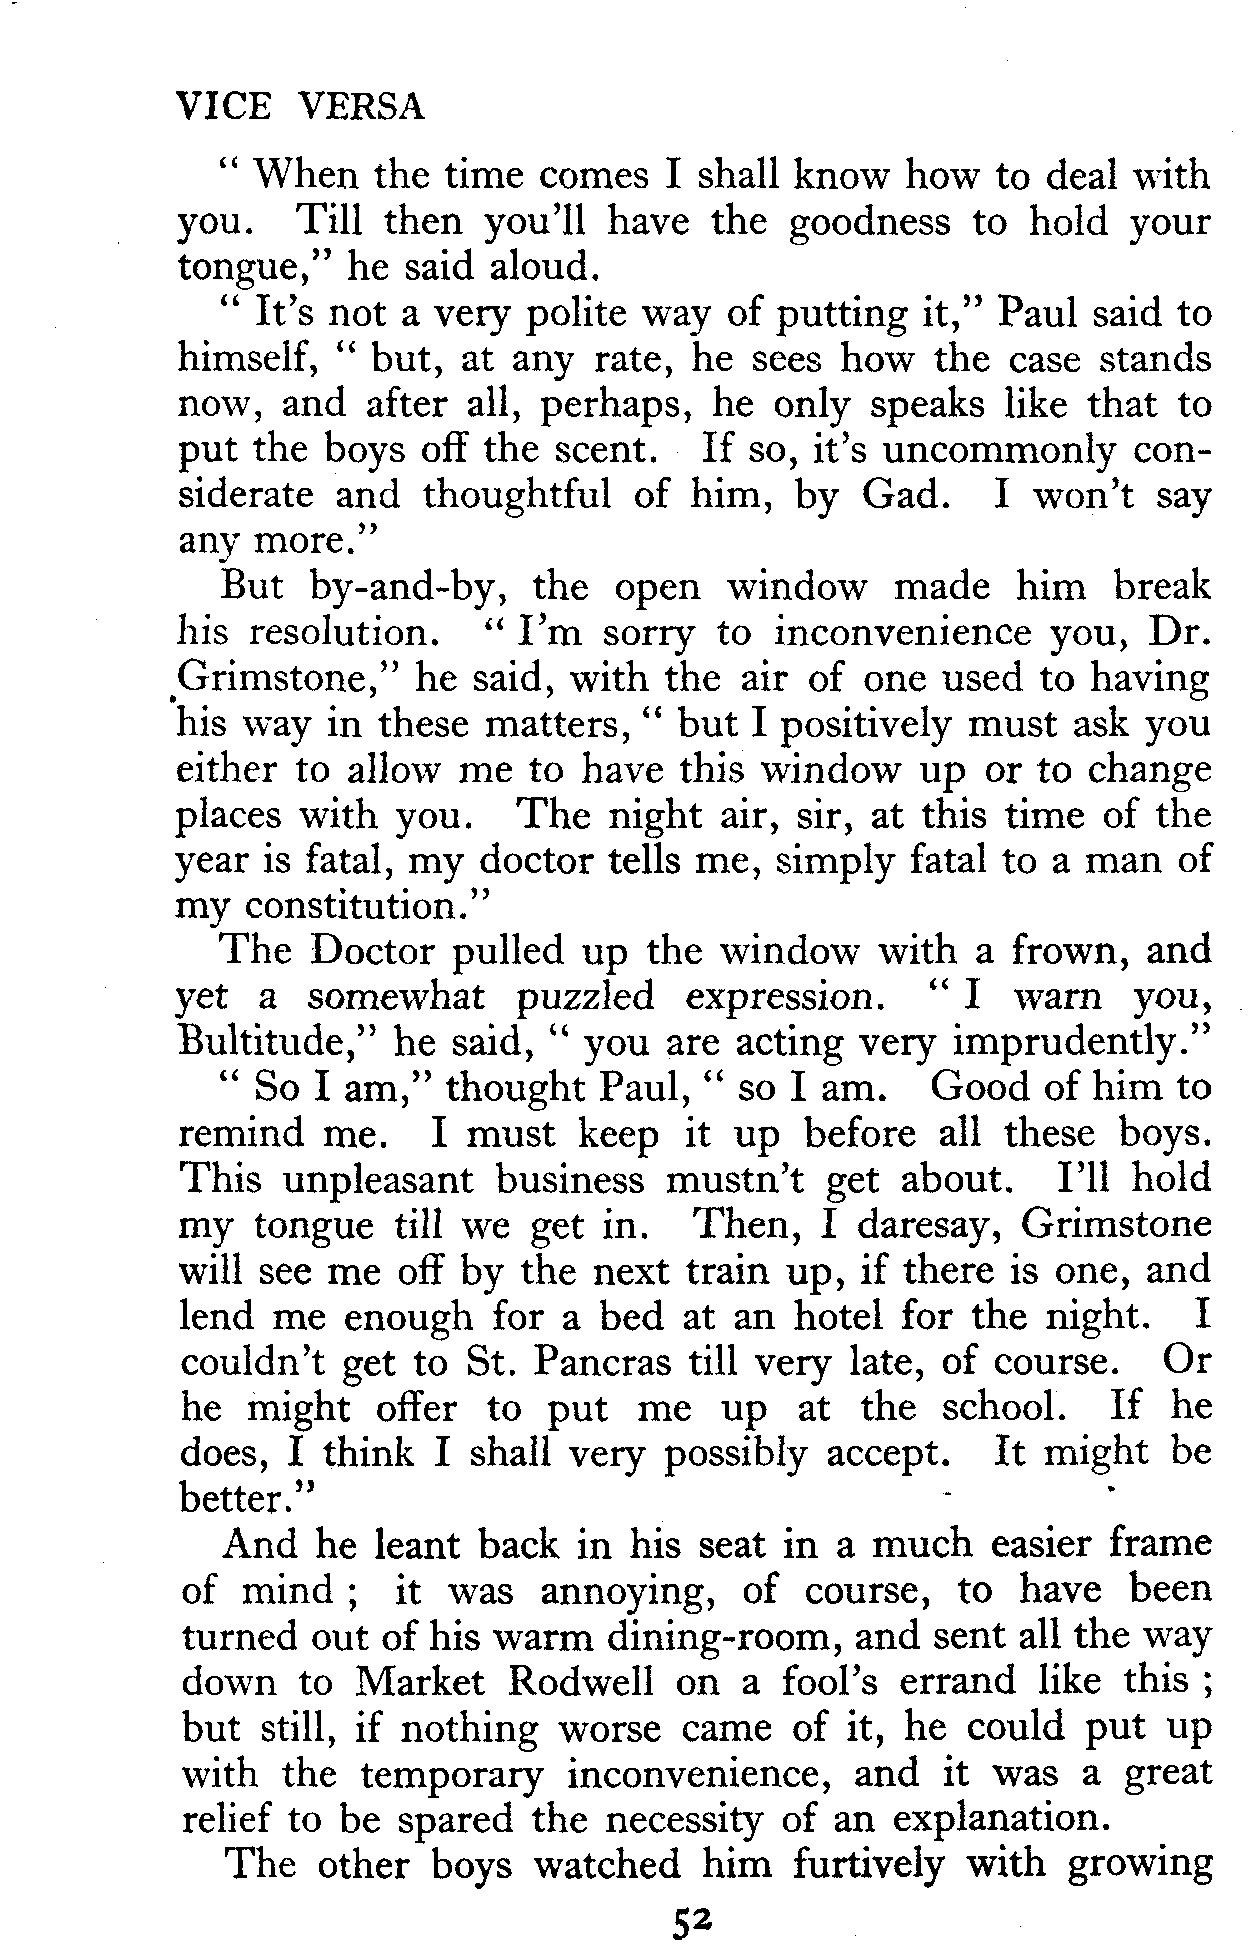 VICE VERSA
" When the time comes I shall know how to deal with
you. Till then you'll have the goodness to hold your
tongue," he said aloud.
" It's not a very polite way of putting it," Paul said to
himself, " but, at any rate, he sees how the case stands
now, and after all, perhaps, he only speaks like that to
put the boys off the scent. If so, it's uncommonly con-
siderate and thoughtful of him, by Gad. I won't say
any more."
But by-and-by, the open window made him break
his resolution. " I'm sorry to inconvenience you, Dr.
Grimstone," he said, with the air of one used to having
his way in these matters, " but I positively must ask you
either to allow me to have this window up or to change
places with you. The night air, sir, at this time of the
year is fatal, my doctor tells me, simply fatal to a man of
my constitution."
The Doctor pulled up the window with a frown, and
yet a somewhat puzzled expression. " I warn you,
Bultitude," he said, " you are acting very imprudently."
" So I am," thought Paul, " so I am. Good of him to
remind me. I must keep it up before all these boys.
This unpleasant business mustn't get about. I'll hold
my tongue till we get in. Then, I daresay, Grimstone
will see me off by the next train up, if there is one, and
lend me enough for a bed at an hotel for the night. I
couldn't get to St. Pancras till very late, of course. Or
he might offer to put me up at the school. If he
does, I think I shall very possibly accept. It might be
better."
And he leant back in his seat in a much easier frame
of mind ; it was annoying, of course, to have been
turned out of his warm dining-room, and sent all the way
down to Market Rodwell on a fool's errand like this ;
but still, if nothing worse came of it, he could put up
with the temporary inconvenience, and it was a great
relief to be spared the necessity of an explanation.
The other boys watched him furtively with growing
52